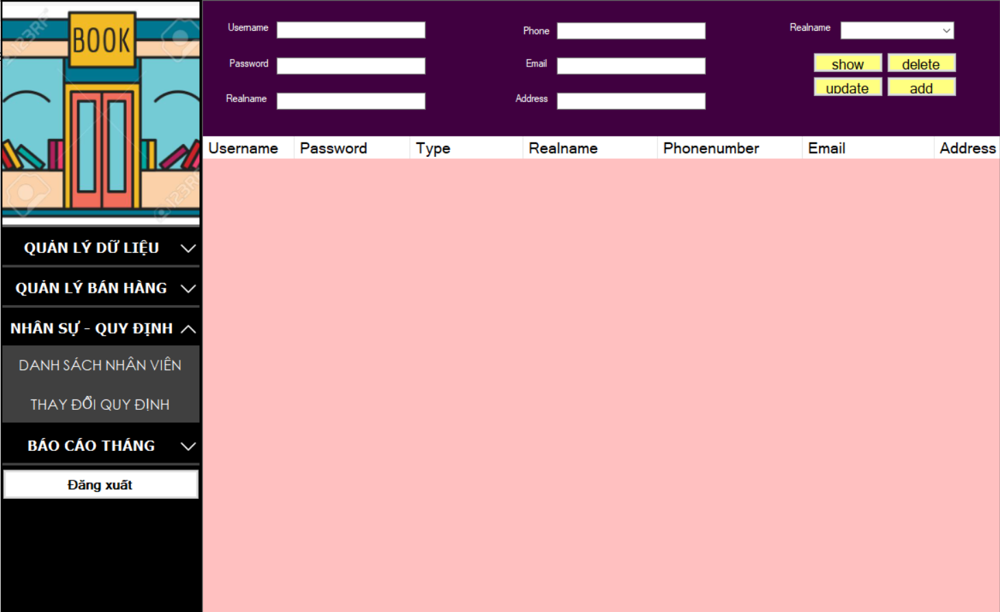 BOOK
123RF
123RF
QUẢN LÝ DỮ LIỆU
QUẢN LÝ BÁN HÀNG
NHÂN SỰ - QUY ĐỊNH
DANH SÁCH NHÂN VIÊN
THAY ĐỔI QUY ĐỊNH
BÁO CÁO THÁNG
Đăng xuất
Username
Phone
Realname
Password
Email
show delete
update add
Realname
Address
Username Password Type Realname Phonenumber Email Address